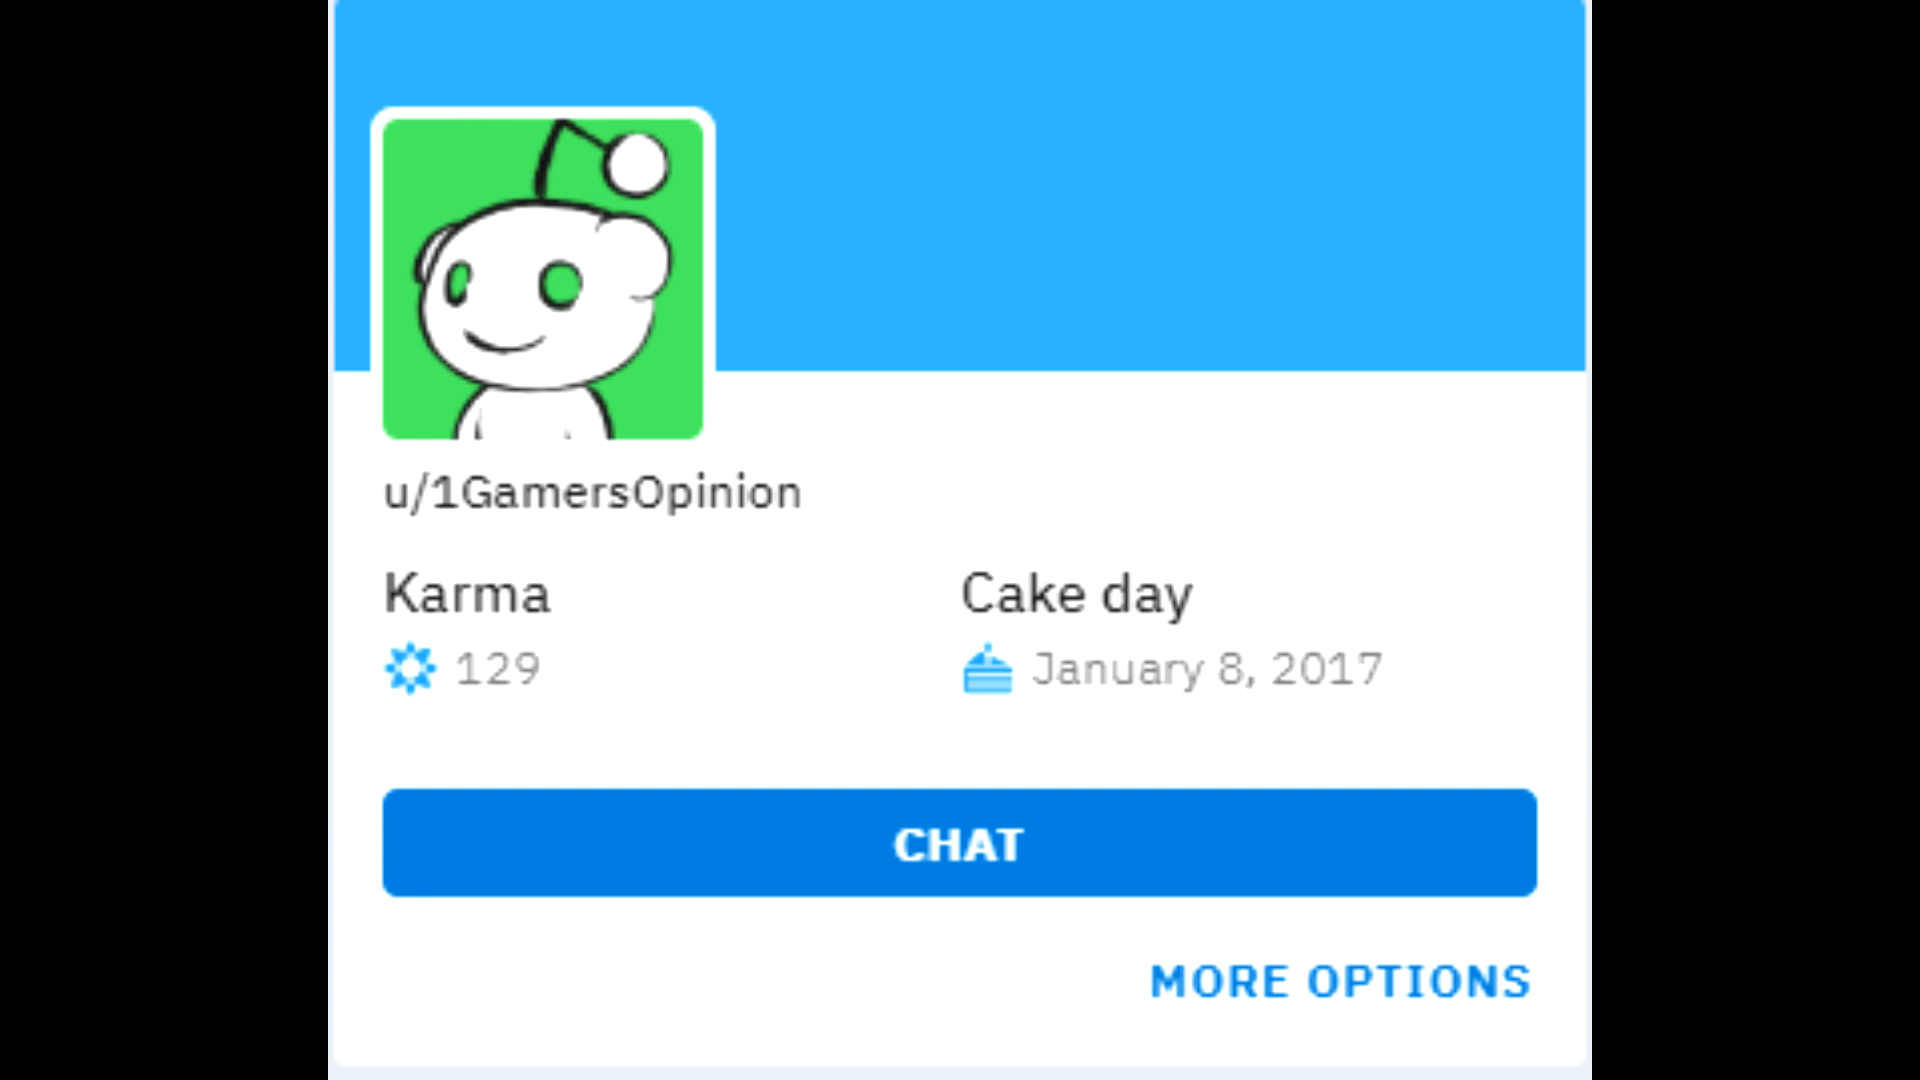 u/1GamersOpinion
Karma
Cake day
129
January 8, 2017
CHAT
MORE OPTIONS